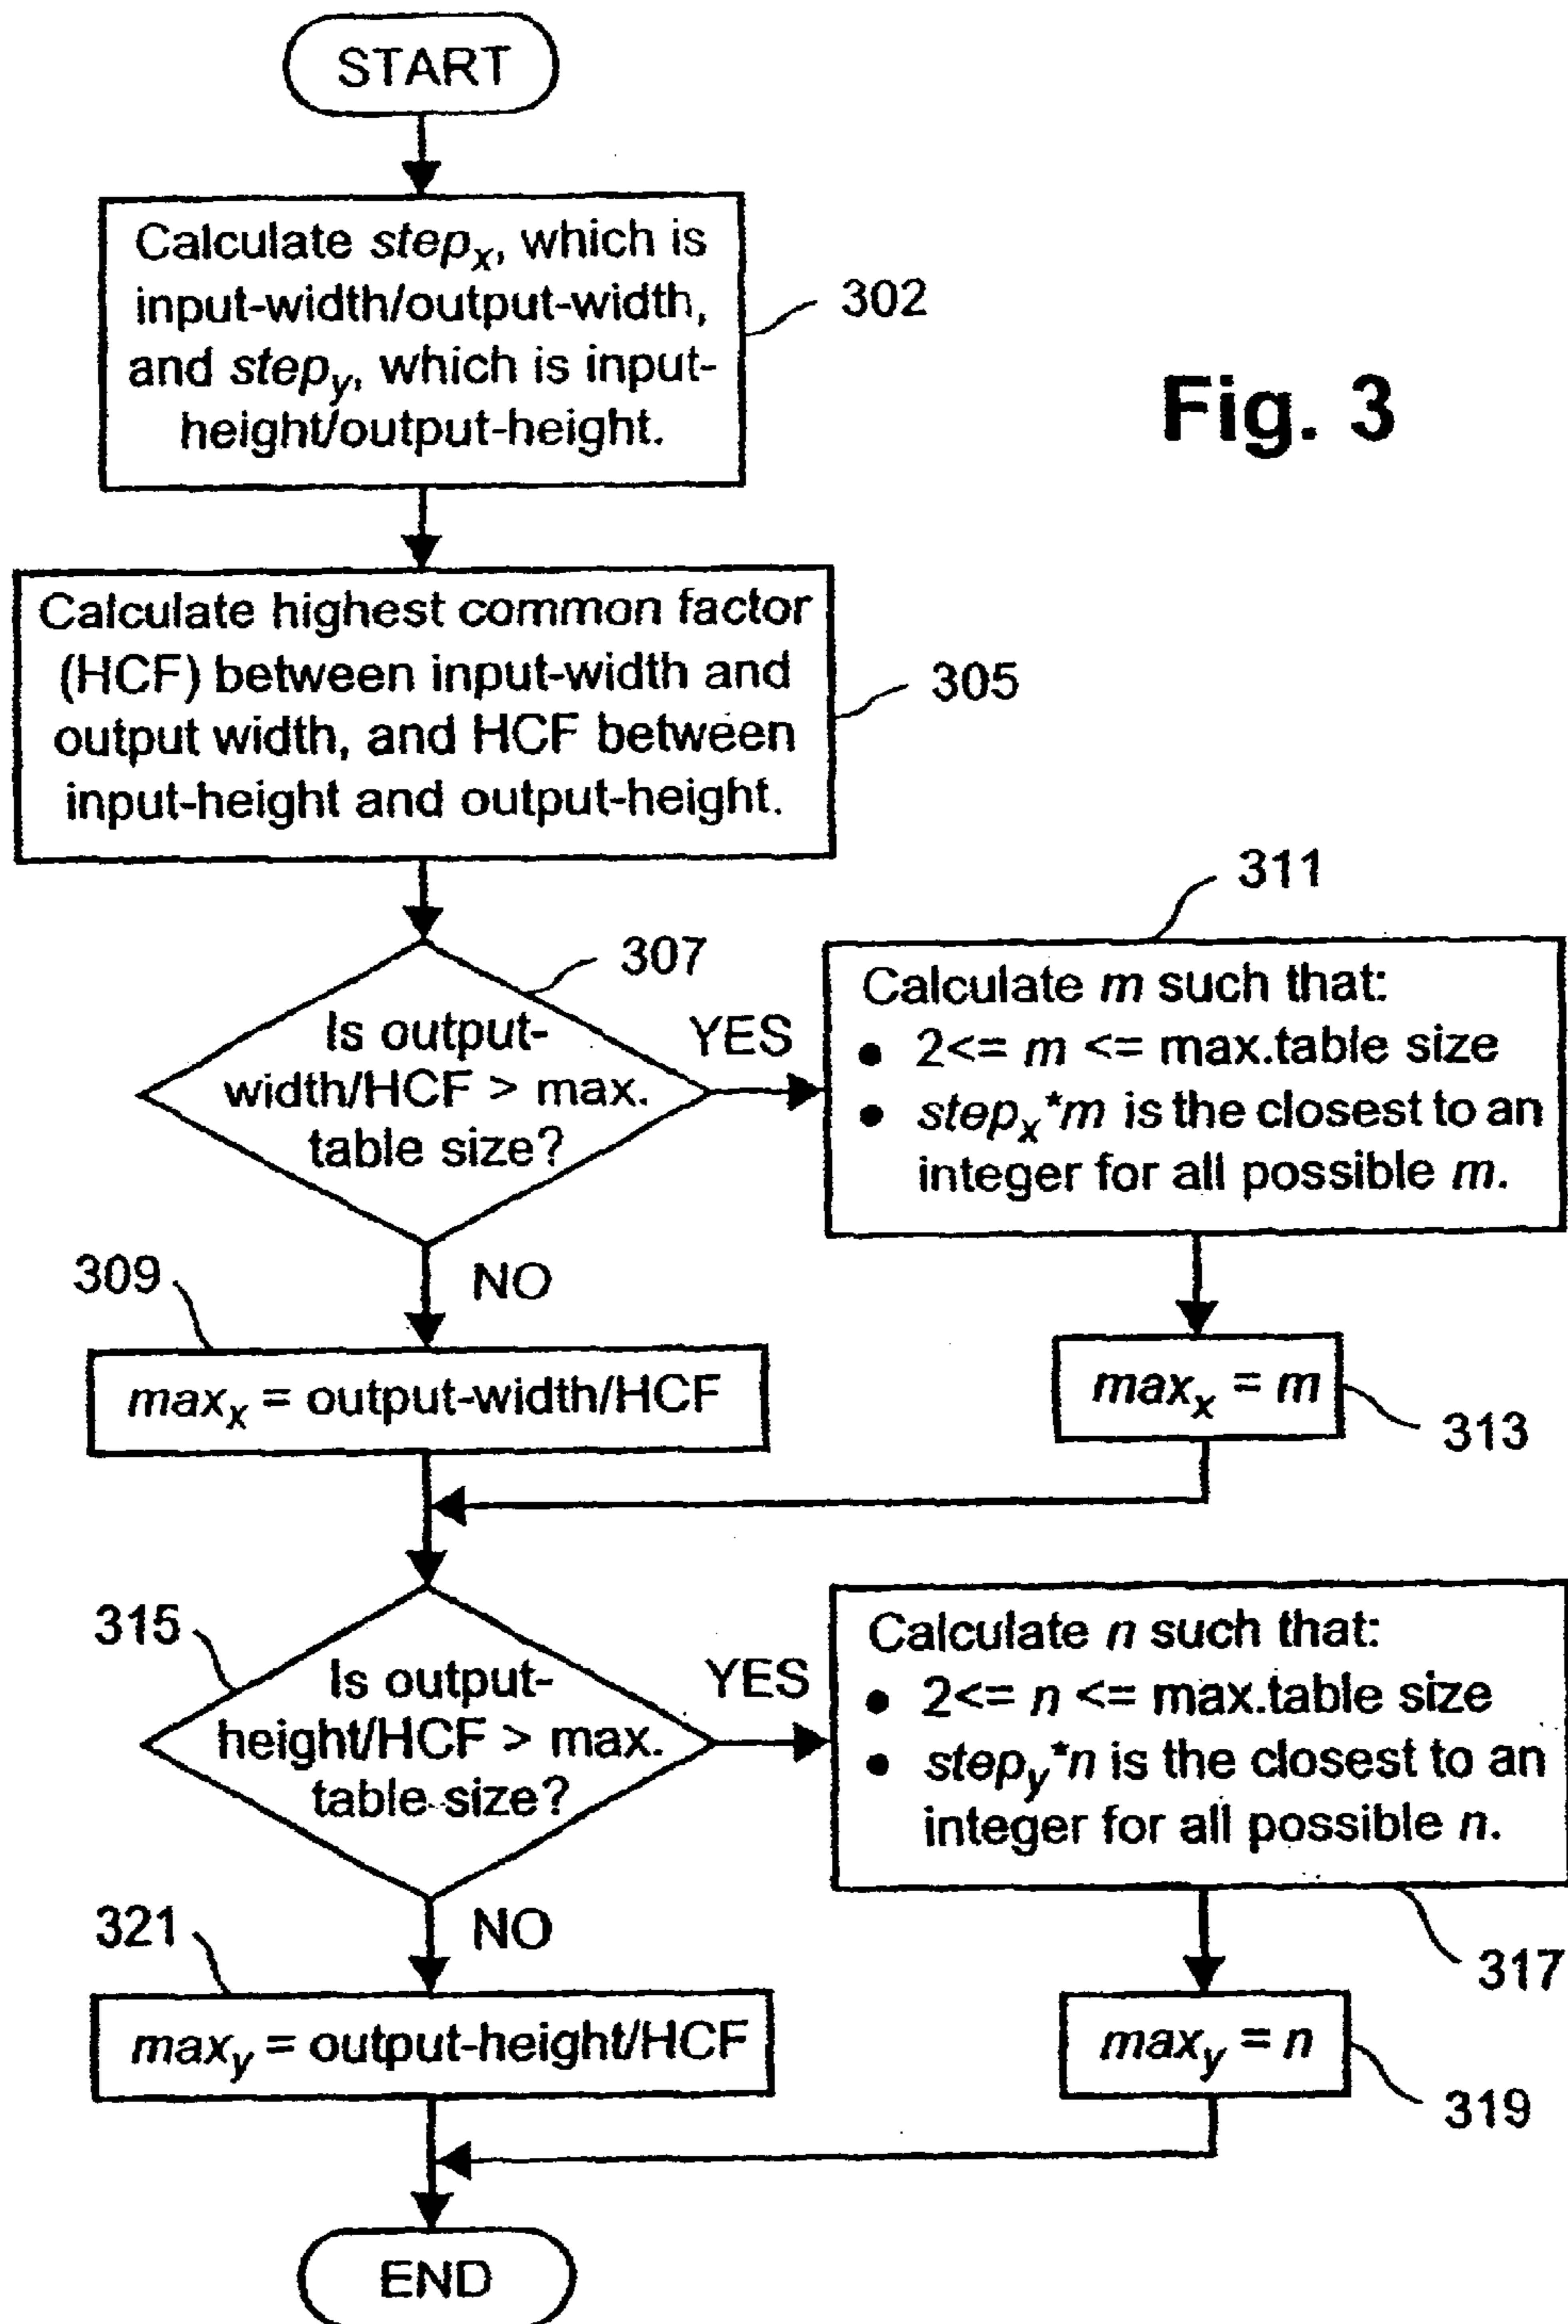 START
Calculate stepx, which is
input-width/output-width,
and stepy, which is input-
height/output-height.
302
Fig. 3
Calculate highest common factor
(HCF) between input-width and
output width, and HCF between
input-height and output-height.
305
307
Is output-
width/HCF > max.
table size?
YES
311
Calculate m such that:
• 2<= m <= max.table size
• stepx*m is the closest to an
integer for all possible m.
NO
309
maxx = output-width/HCF
maxx = m
313
315
Is output-
height/HCF > max.
table size?
YES
Calculate n such that:
• 2<= n <= max.table size
• stepy*n is the closest to an
integer for all possible n.
317
NO
321
maxy = output-height/HCF
maxy = n
319
END